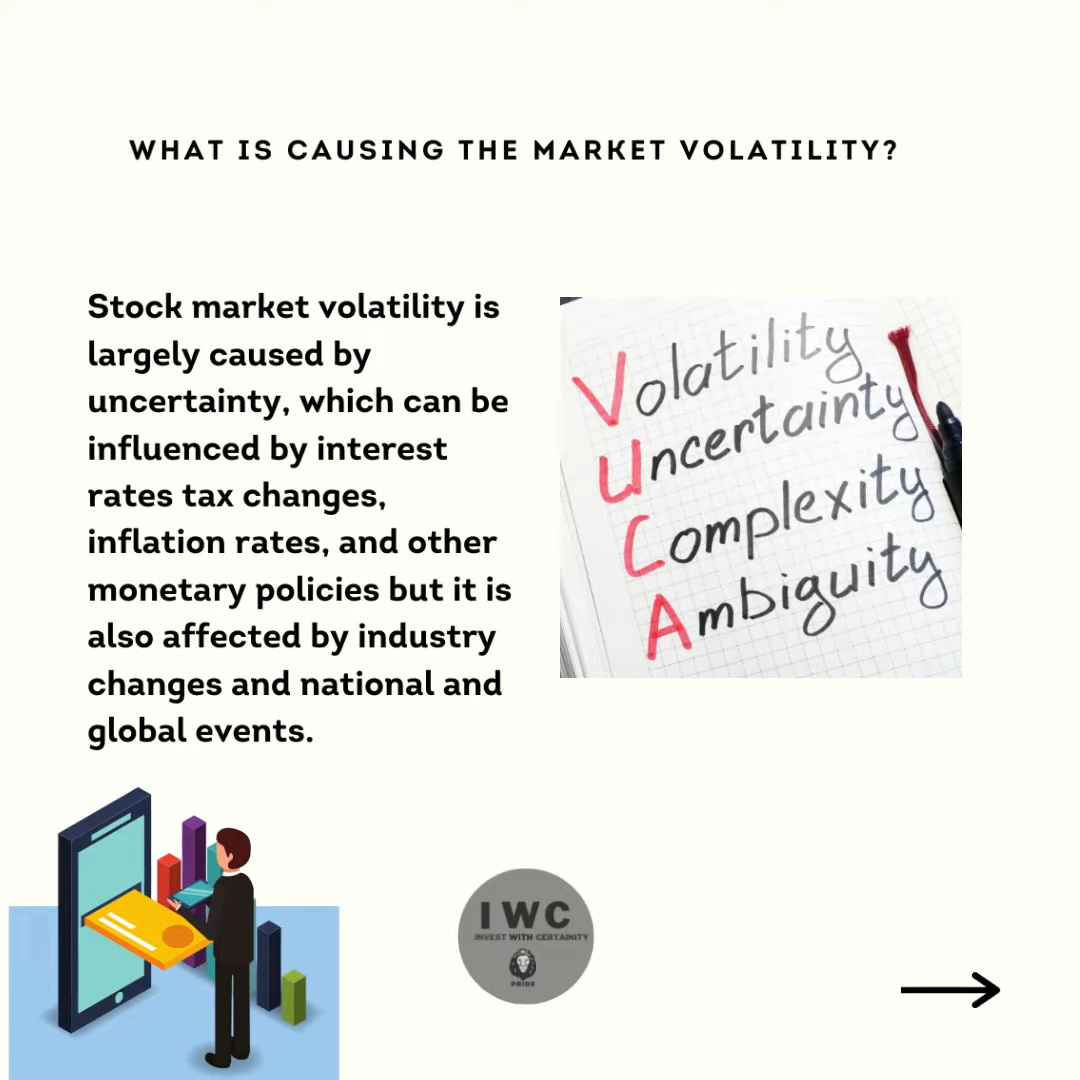 WHAT IS CAUSING THE MARKET VOLATILITY?
Stock market volatility is
largely caused by
uncertainty, which can be
influenced by interest
rates tax changes,
inflation rates, and other
monetary policies but it is
also affected by industry
changes and national and
global events.
Volatility
Uncertainty
Complexity
Ambiguity
IWC
INVEST WITH CERTAINITY
PRIDE